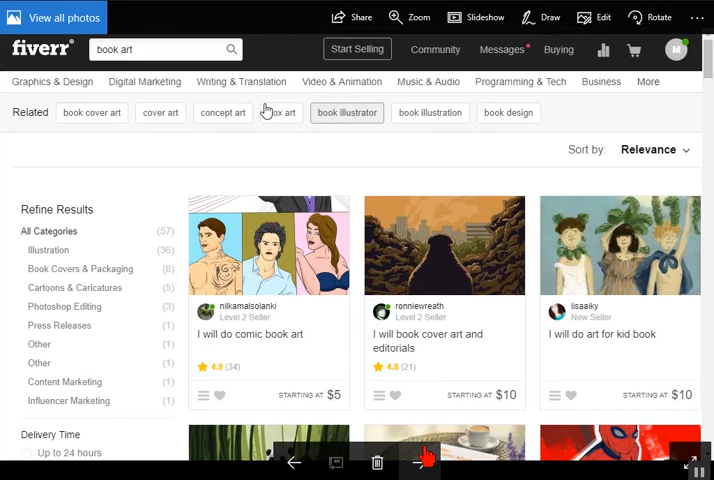 View all photos
Share Zoom Slideshow Draw Edit Rotate
fiverr book art Start Selling Community Messages Buying M
Graphics & Design Digital Marketing Writing & Translation Video & Animation Music & Audio Programming & Tech Business More
Related book cover art cover art concept art ox art book illustrator book illustration book design
Sort by: Relevance
Refine Results
All Categories (57)
Illustration (36)
Book Covers & Packaging (8)
Cartoons & Caricatures (5)
Photoshop Editing (3)
Press Releases (1)
Other (1)
Other (1)
Content Marketing (1)
Influencer Marketing (1)
Delivery Time
Up to 24 hours
nilkamalsolanki
Level 2 Seller
I will do comic book art
4.9 (34)
STARTING AT $5
ronniewreath
Level 2 Seller
I will book cover art and
editorials
4.8 (21)
STARTING AT $10
lisaaiky
New Seller
I will do art for kid book
STARTING AT $10